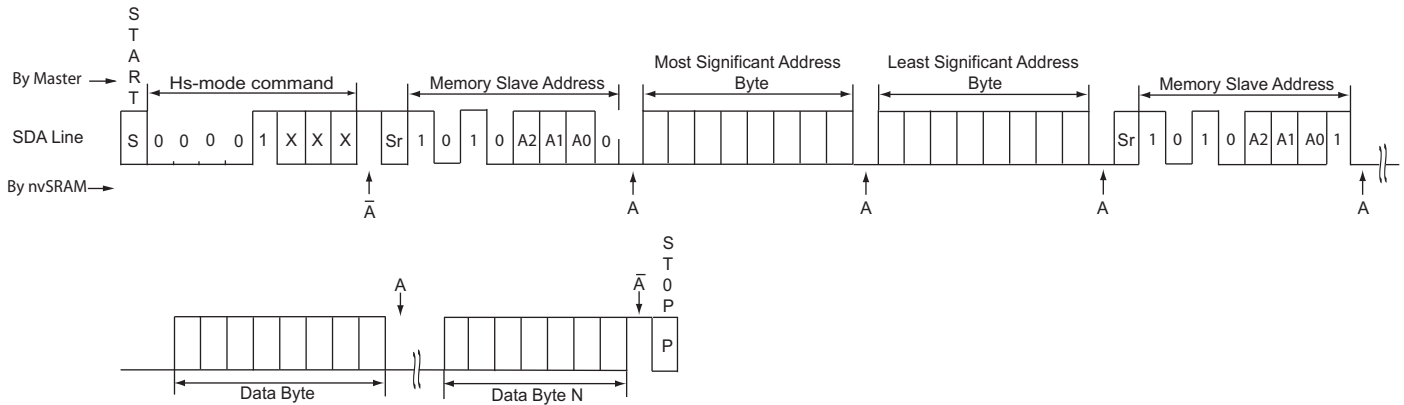 START
By Master
Hs-mode command
Memory Slave Address
Most Significant Address
Byte
Least Significant Address
Byte
Memory Slave Address
SDA Line
S 0 0 0 0 1 X X X Sr 1 0 1 0 A2 A1 A0 0 Sr 1 0 1 0 A2 A1 A0 1
By nvSRAM
A̅ A A A A
ST0P
A A̅
P
Data Byte
Data Byte N